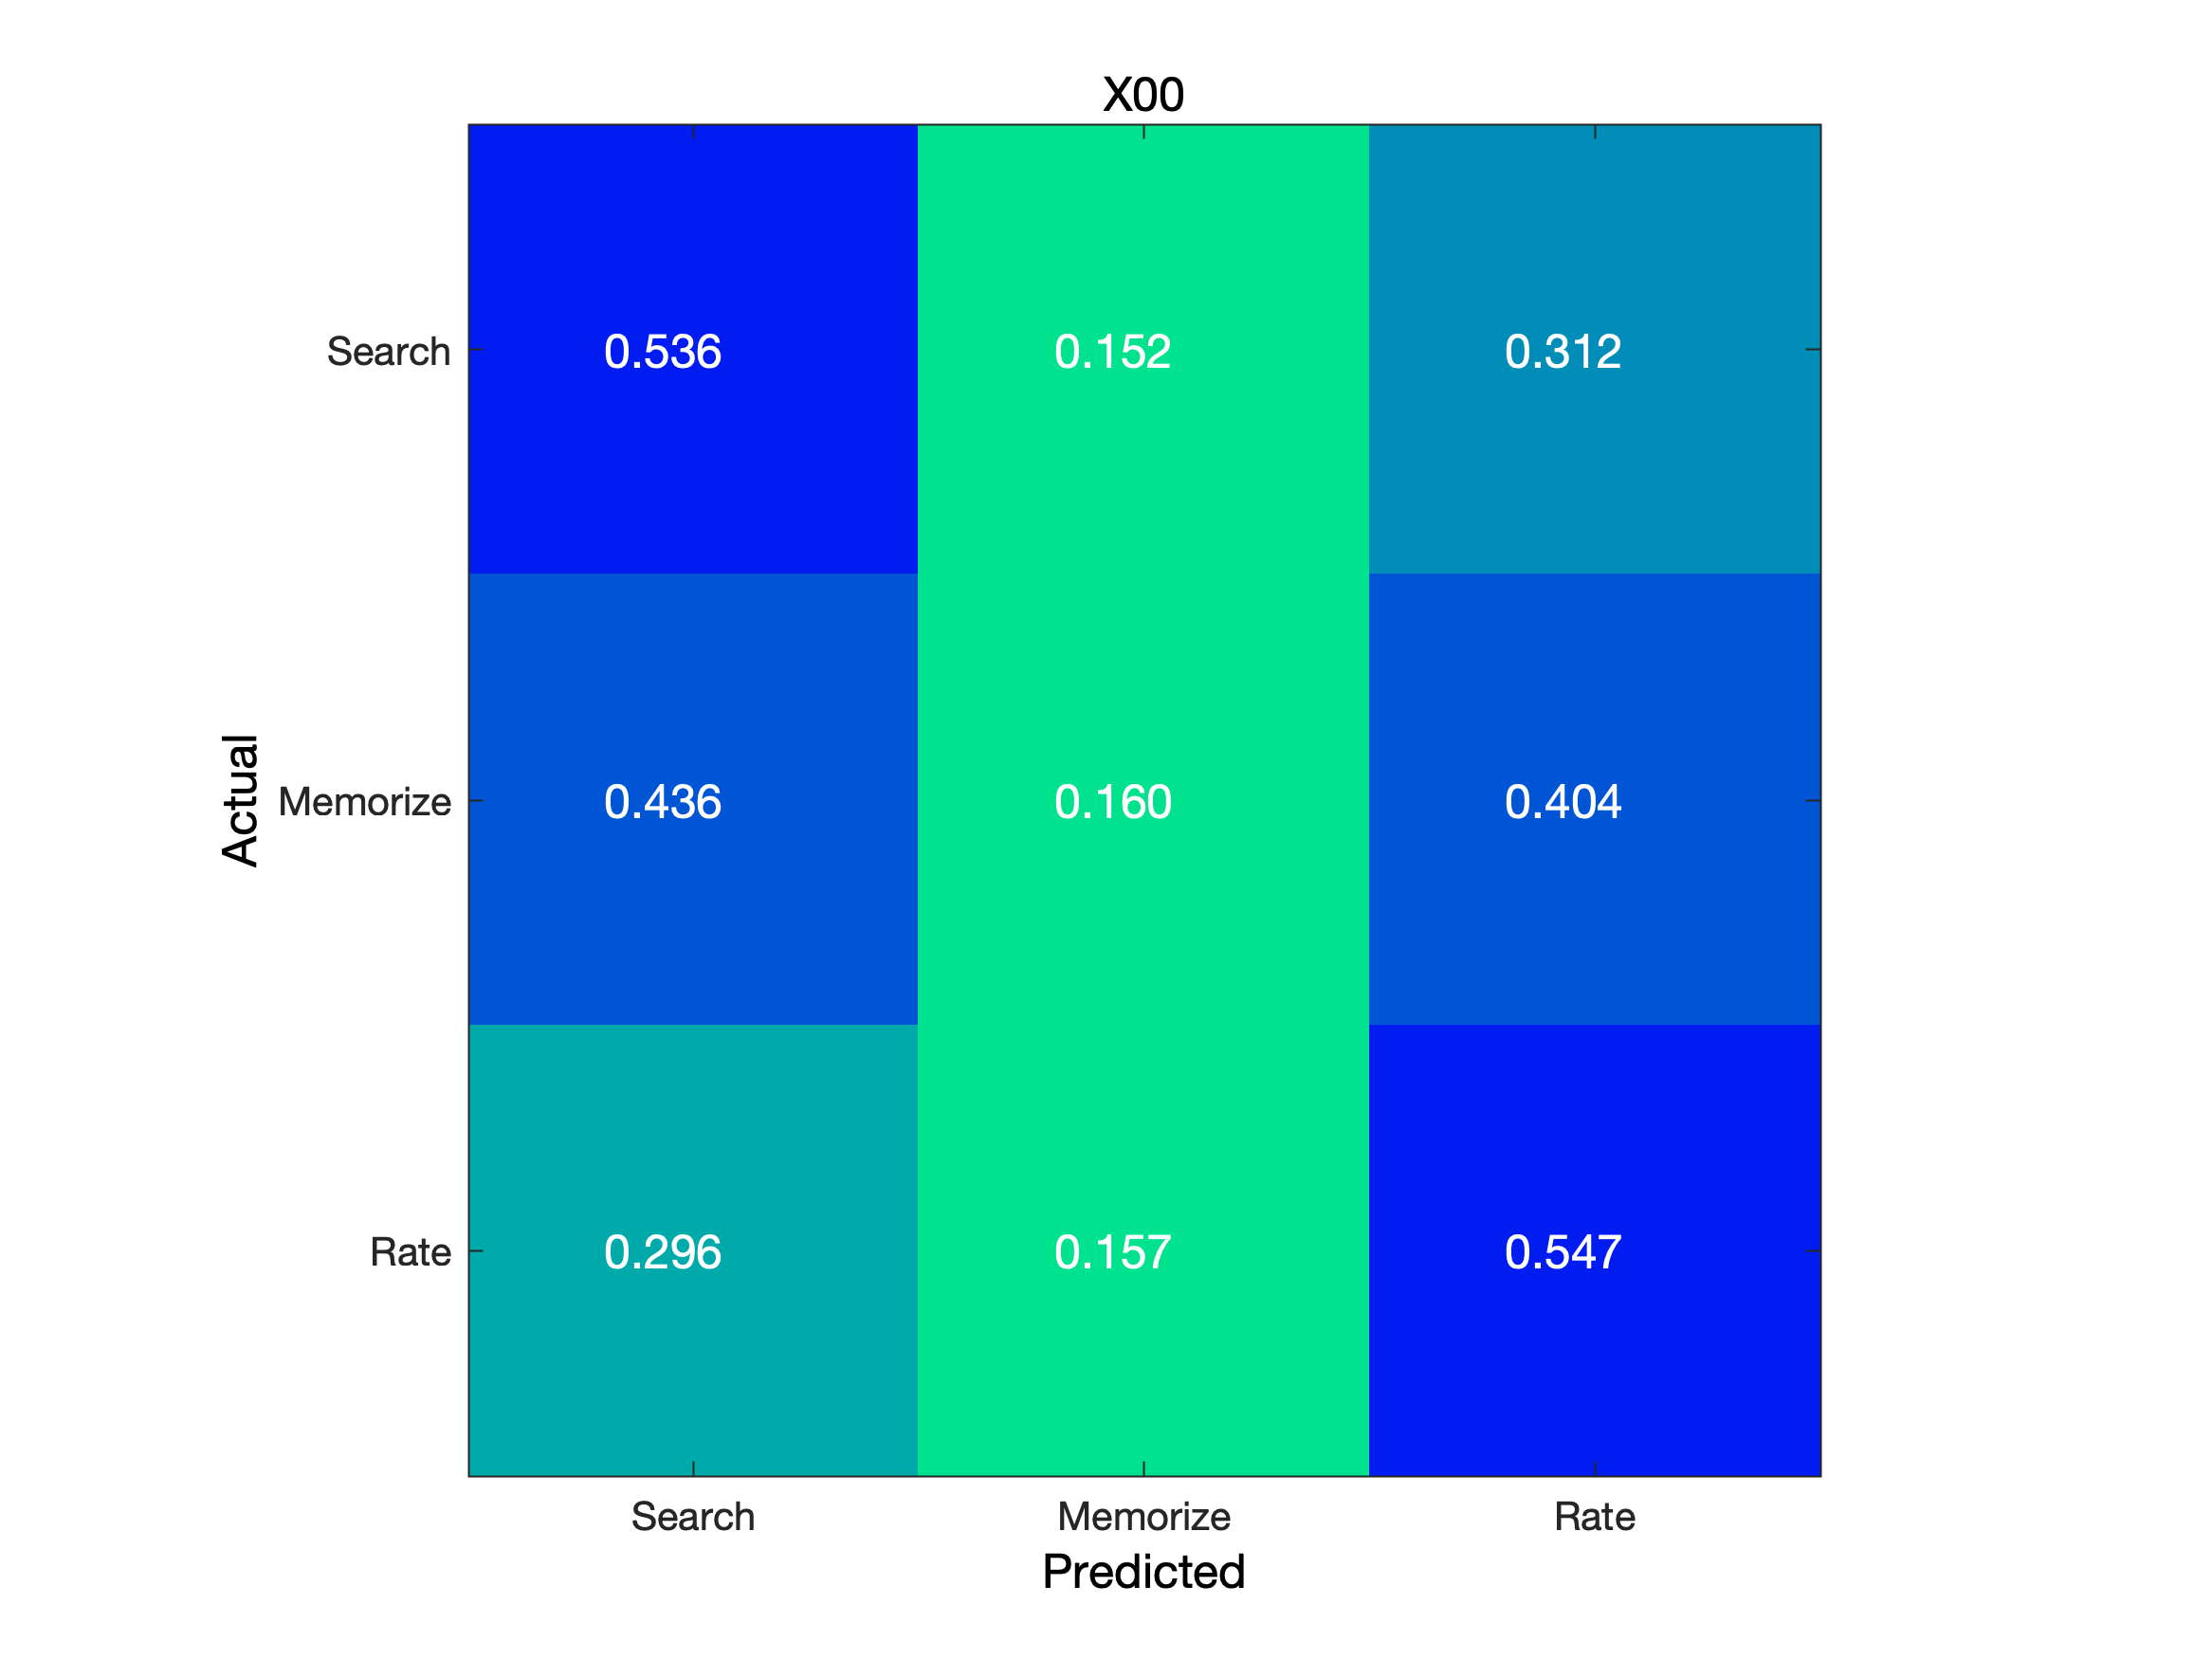 X00
Search 0.536 0.152 0.312
Memorize 0.436 0.160 0.404
Rate 0.296 0.157 0.547
Search Memorize Rate
Predicted
Actual